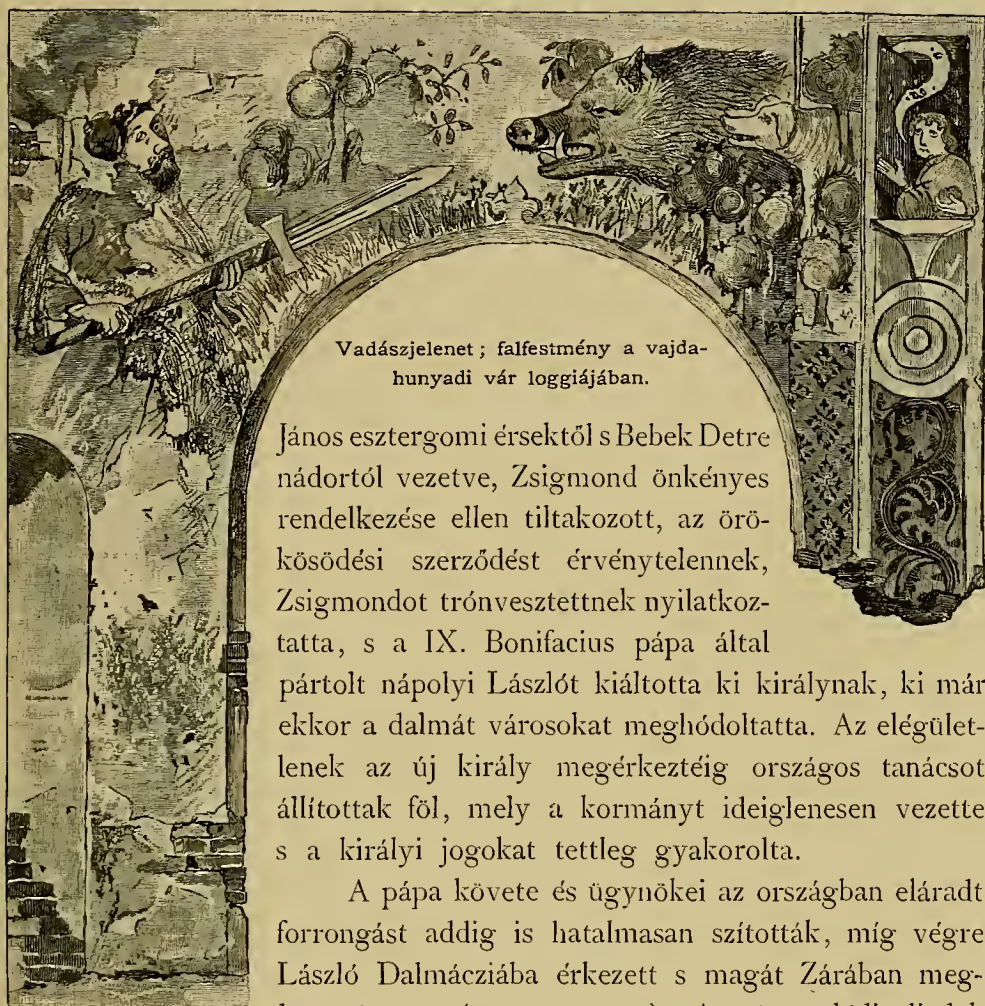 Vadászjelenet ; falfestmény a vajda-
hunyadi vár loggiájában.
János esztergomi érsektől s Bebek Detre
nádortól vezetve, Zsigmond önkényes
rendelkezése ellen tiltakozott, az örö-
kösödési szerződést érvénytelennek,
Zsigmondot trónvesztettnek nyilatkoz-
tatta, s a IX. Bonifacius pápa által
pártolt nápolyi Lászlót kiáltotta ki királynak, ki már
ekkor a dalmát városokat meghódoltatta. Az elégület-
lenek az új király megérkeztéig országos tanácsot
állítottak föl, mely a kormányt ideiglenesen vezette
s a királyi jogokat tettleg gyakorolta.
A pápa követe és ügynökei az országban eláradt
forrongást addig is hatalmasan szították, míg végre
László Dalmácziába érkezett s magát Zárában meg-